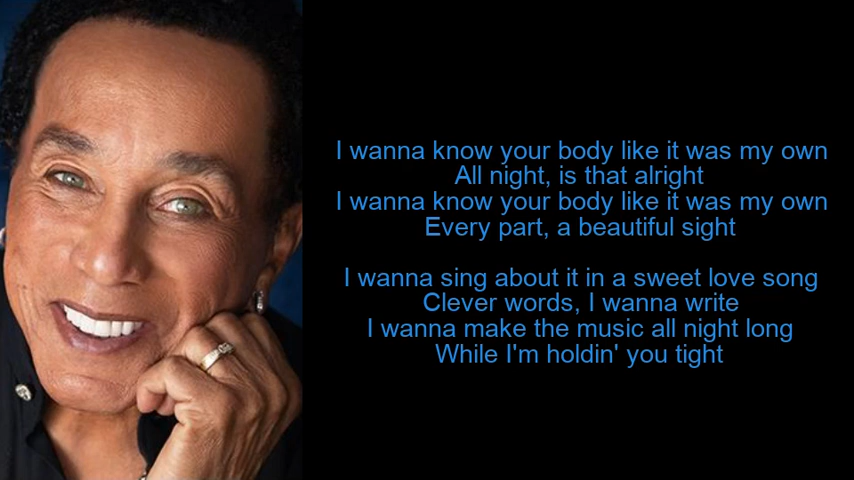 I wanna know your body like it was my own
All night, is that alright
I wanna know your body like it was my own
Every part, a beautiful sight
I wanna sing about it in a sweet love song
Clever words, I wanna write
I wanna make the music all night long
While I'm holdin' you tight